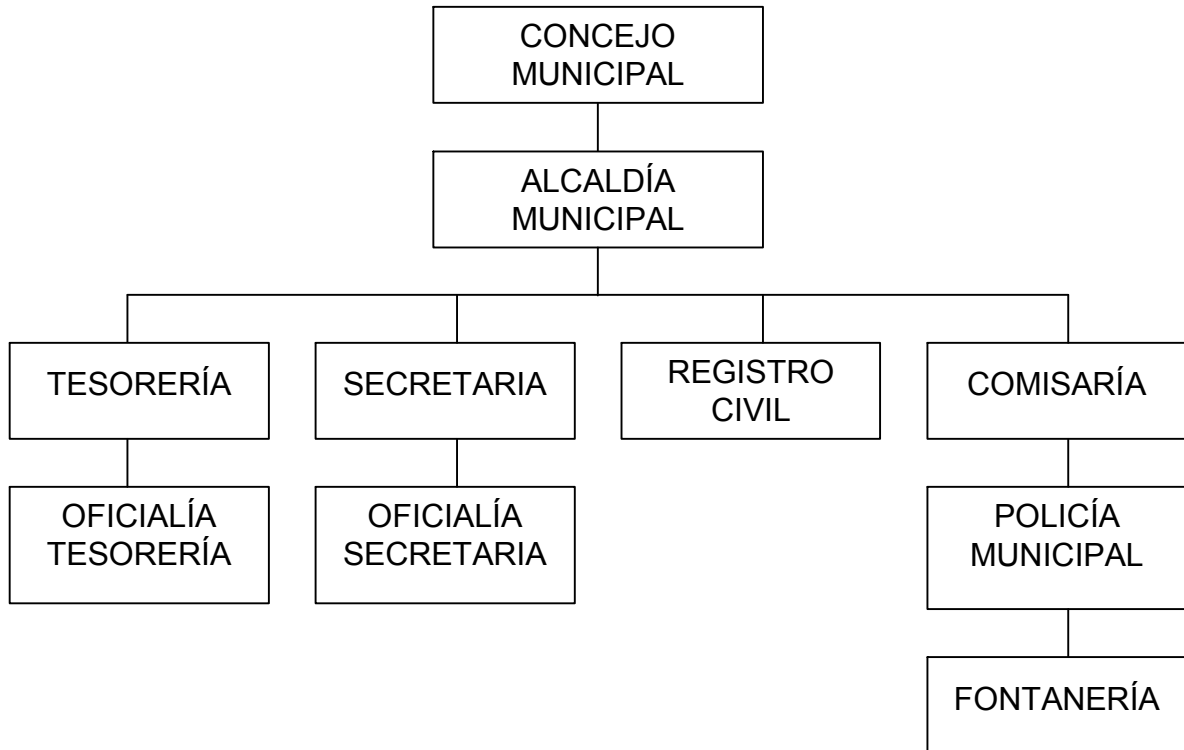 CONCEJO
MUNICIPAL
ALCALDÍA
MUNICIPAL
TESORERÍA
SECRETARIA
REGISTRO
CIVIL
COMISARÍA
OFICIALÍA
TESORERÍA
OFICIALÍA
SECRETARIA
POLICÍA
MUNICIPAL
FONTANERÍA